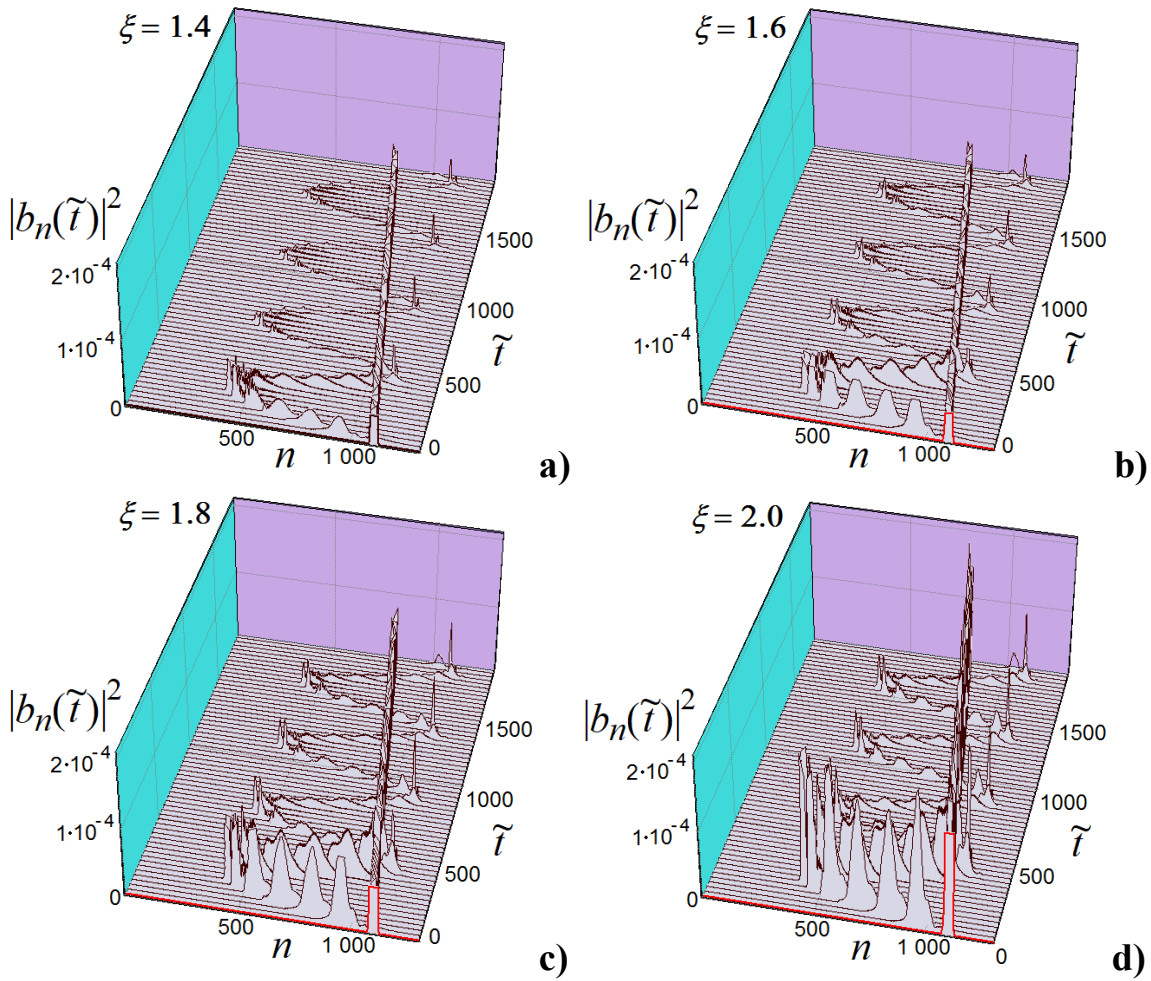 ξ = 1.4
|bₙ(t̃)|²
2·10⁻⁴
1·10⁻⁴
0
500
n
1 000
0
500
1000
1500
t̃
a)
ξ = 1.6
|bₙ(t̃)|²
2·10⁻⁴
1·10⁻⁴
0
500
n
1 000
0
500
1000
1500
t̃
b)
ξ = 1.8
|bₙ(t̃)|²
2·10⁻⁴
1·10⁻⁴
0
500
n
1 000
0
500
1000
1500
t̃
c)
ξ = 2.0
|bₙ(t̃)|²
2·10⁻⁴
1·10⁻⁴
0
500
n
1 000
0
500
1000
1500
t̃
d)